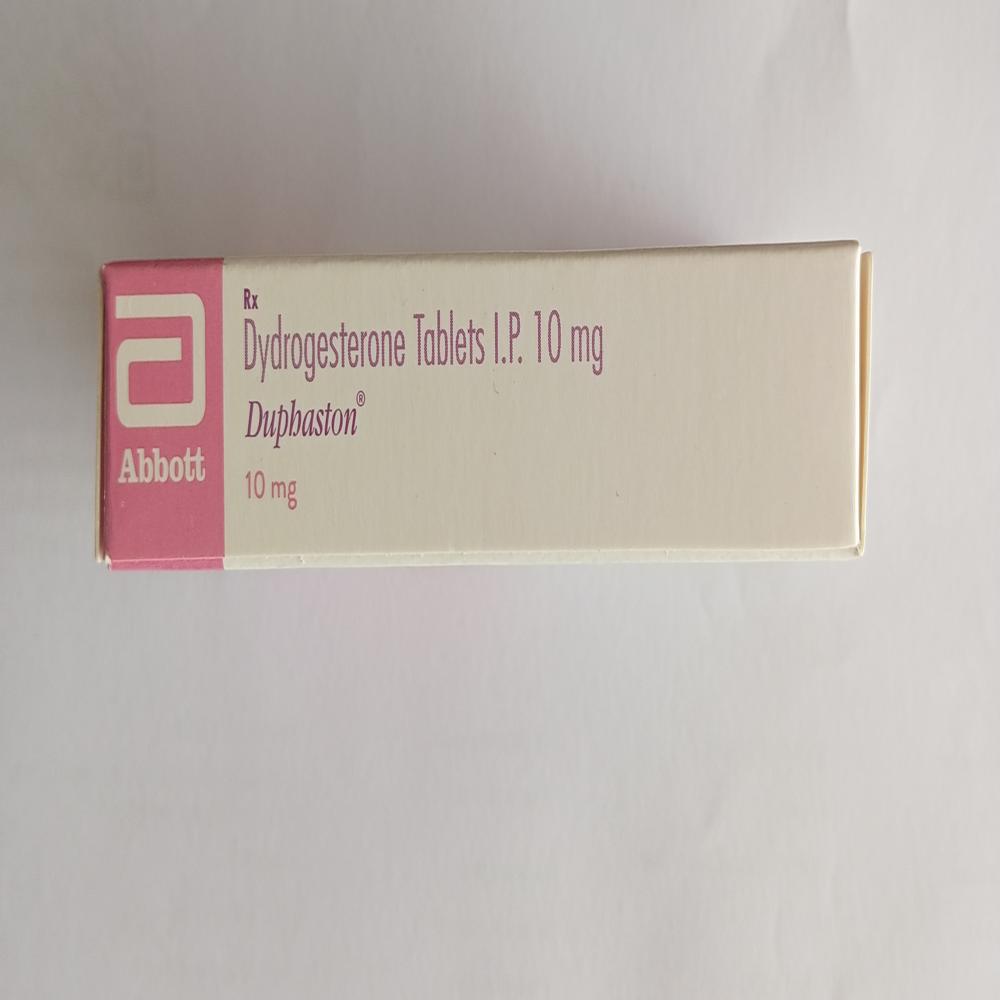 Abbott
Rx
Dydrogesterone Tablets I.P. 10 mg
Duphaston®
10 mg